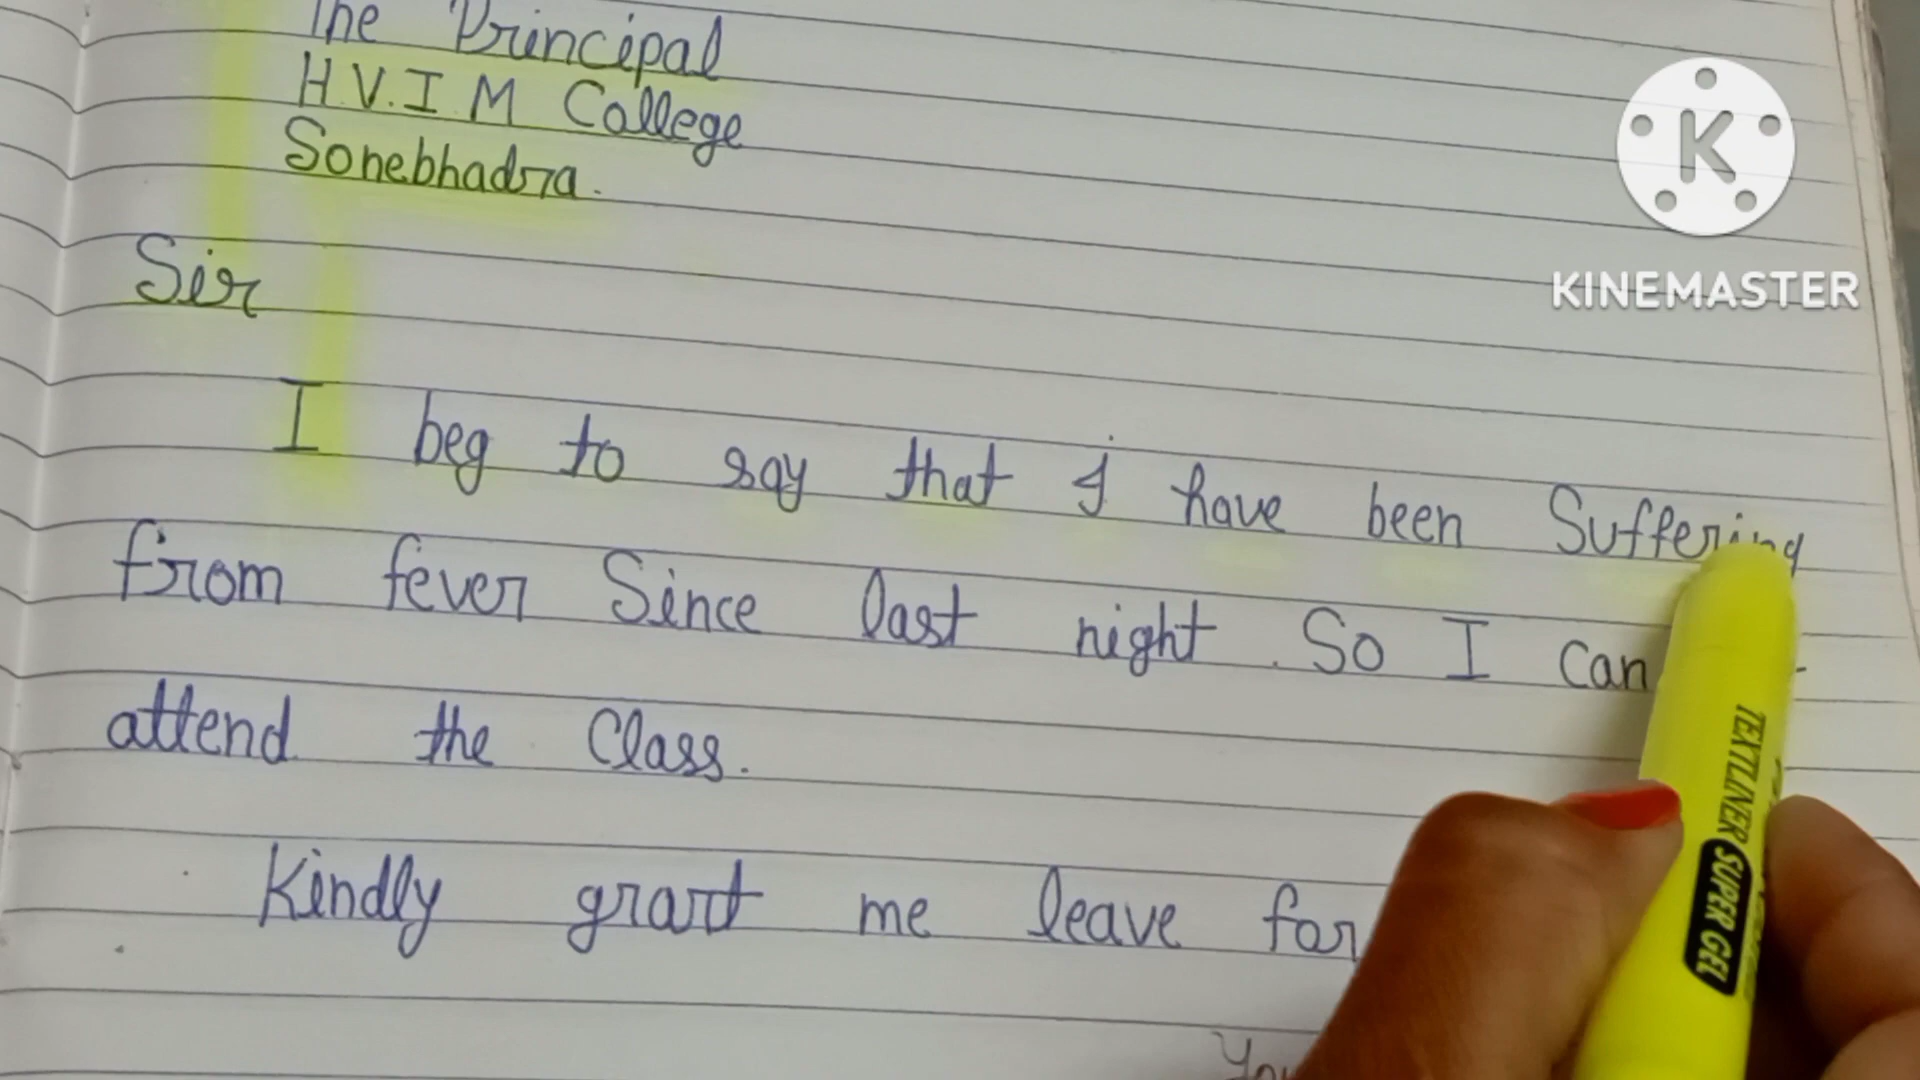 The Principal
H.V.I.M College
Sonebhadra.
Sir
I beg to say that I have been Suffering
from fever Since last night. So I can
attend the Class.
Kindly grant me leave for
KINEMASTER
TEXTLINER SUPER GEL